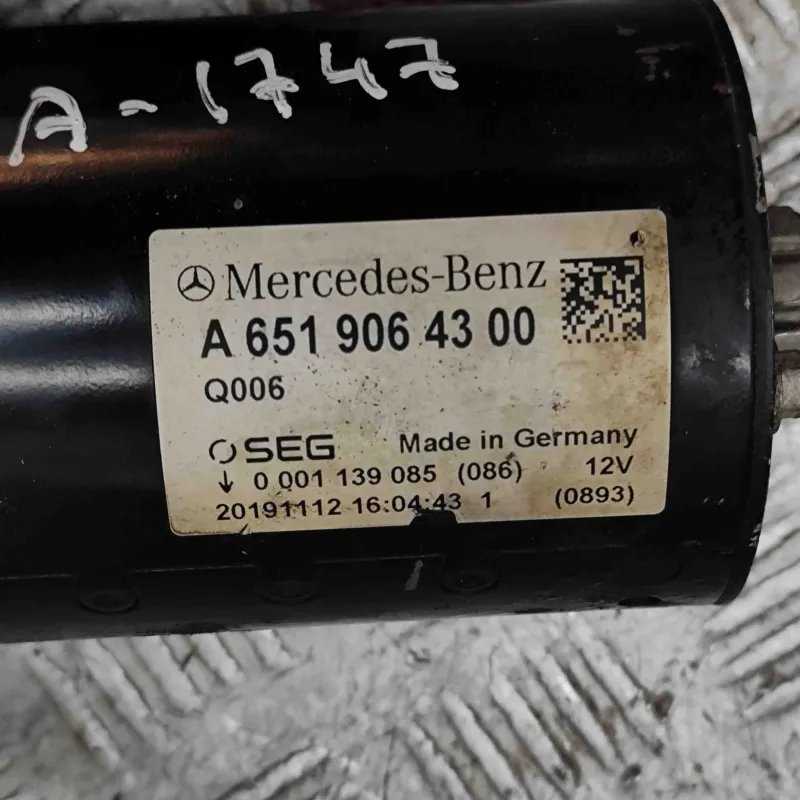 A-1747
Mercedes-Benz
A 651 906 43 00
Q006
SEG Made in Germany
↓ 0 001 139 085 (086) 12V
20191112 16:04:43 1 (0893)